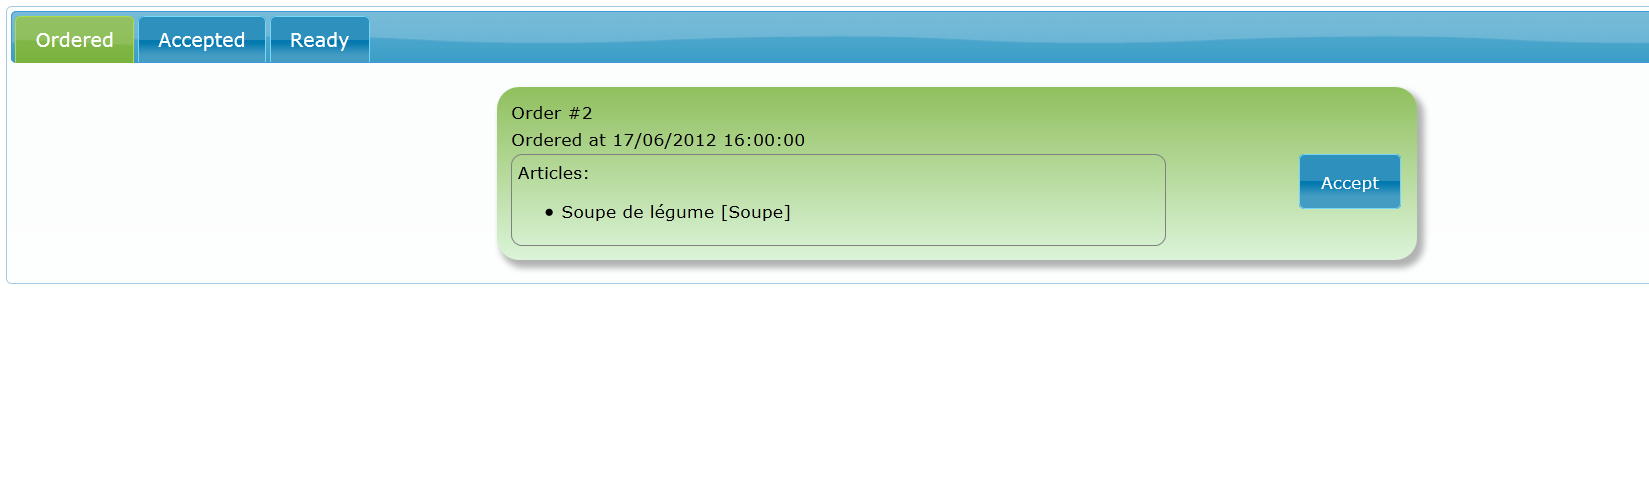 Ordered Accepted Ready
Order #2
Ordered at 17/06/2012 16:00:00
Articles:
• Soupe de légume [Soupe]
Accept